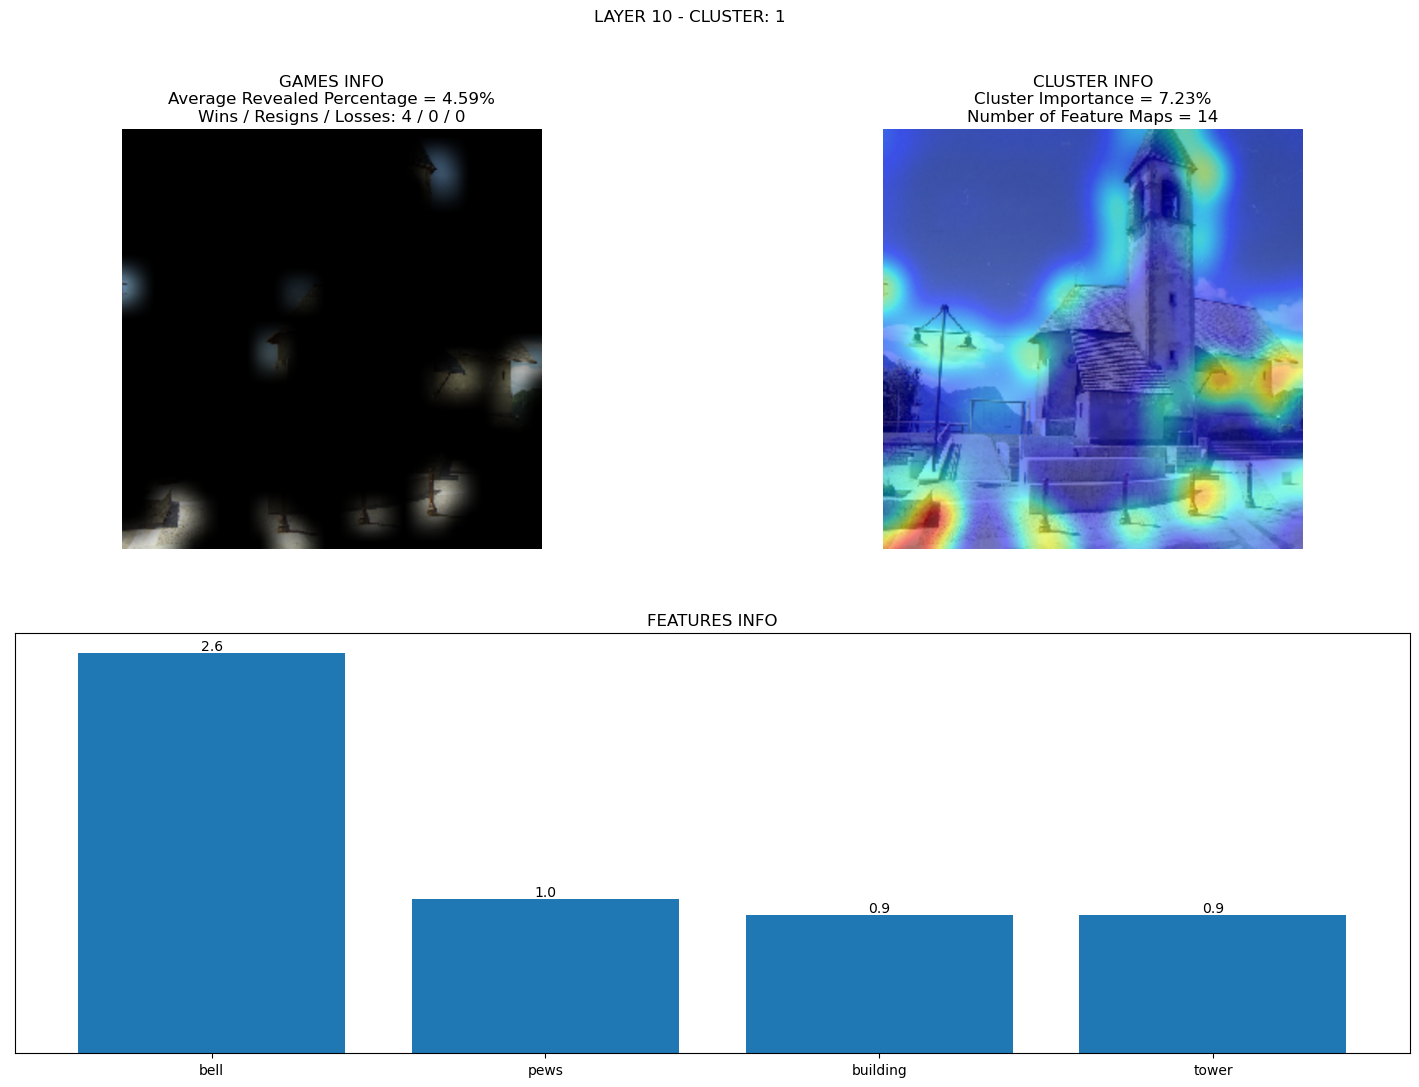 LAYER 10 - CLUSTER: 1
GAMES INFO
Average Revealed Percentage = 4.59%
Wins / Resigns / Losses: 4 / 0 / 0
CLUSTER INFO
Cluster Importance = 7.23%
Number of Feature Maps = 14
FEATURES INFO
2.6
1.0
0.9
0.9
bell
pews
building
tower